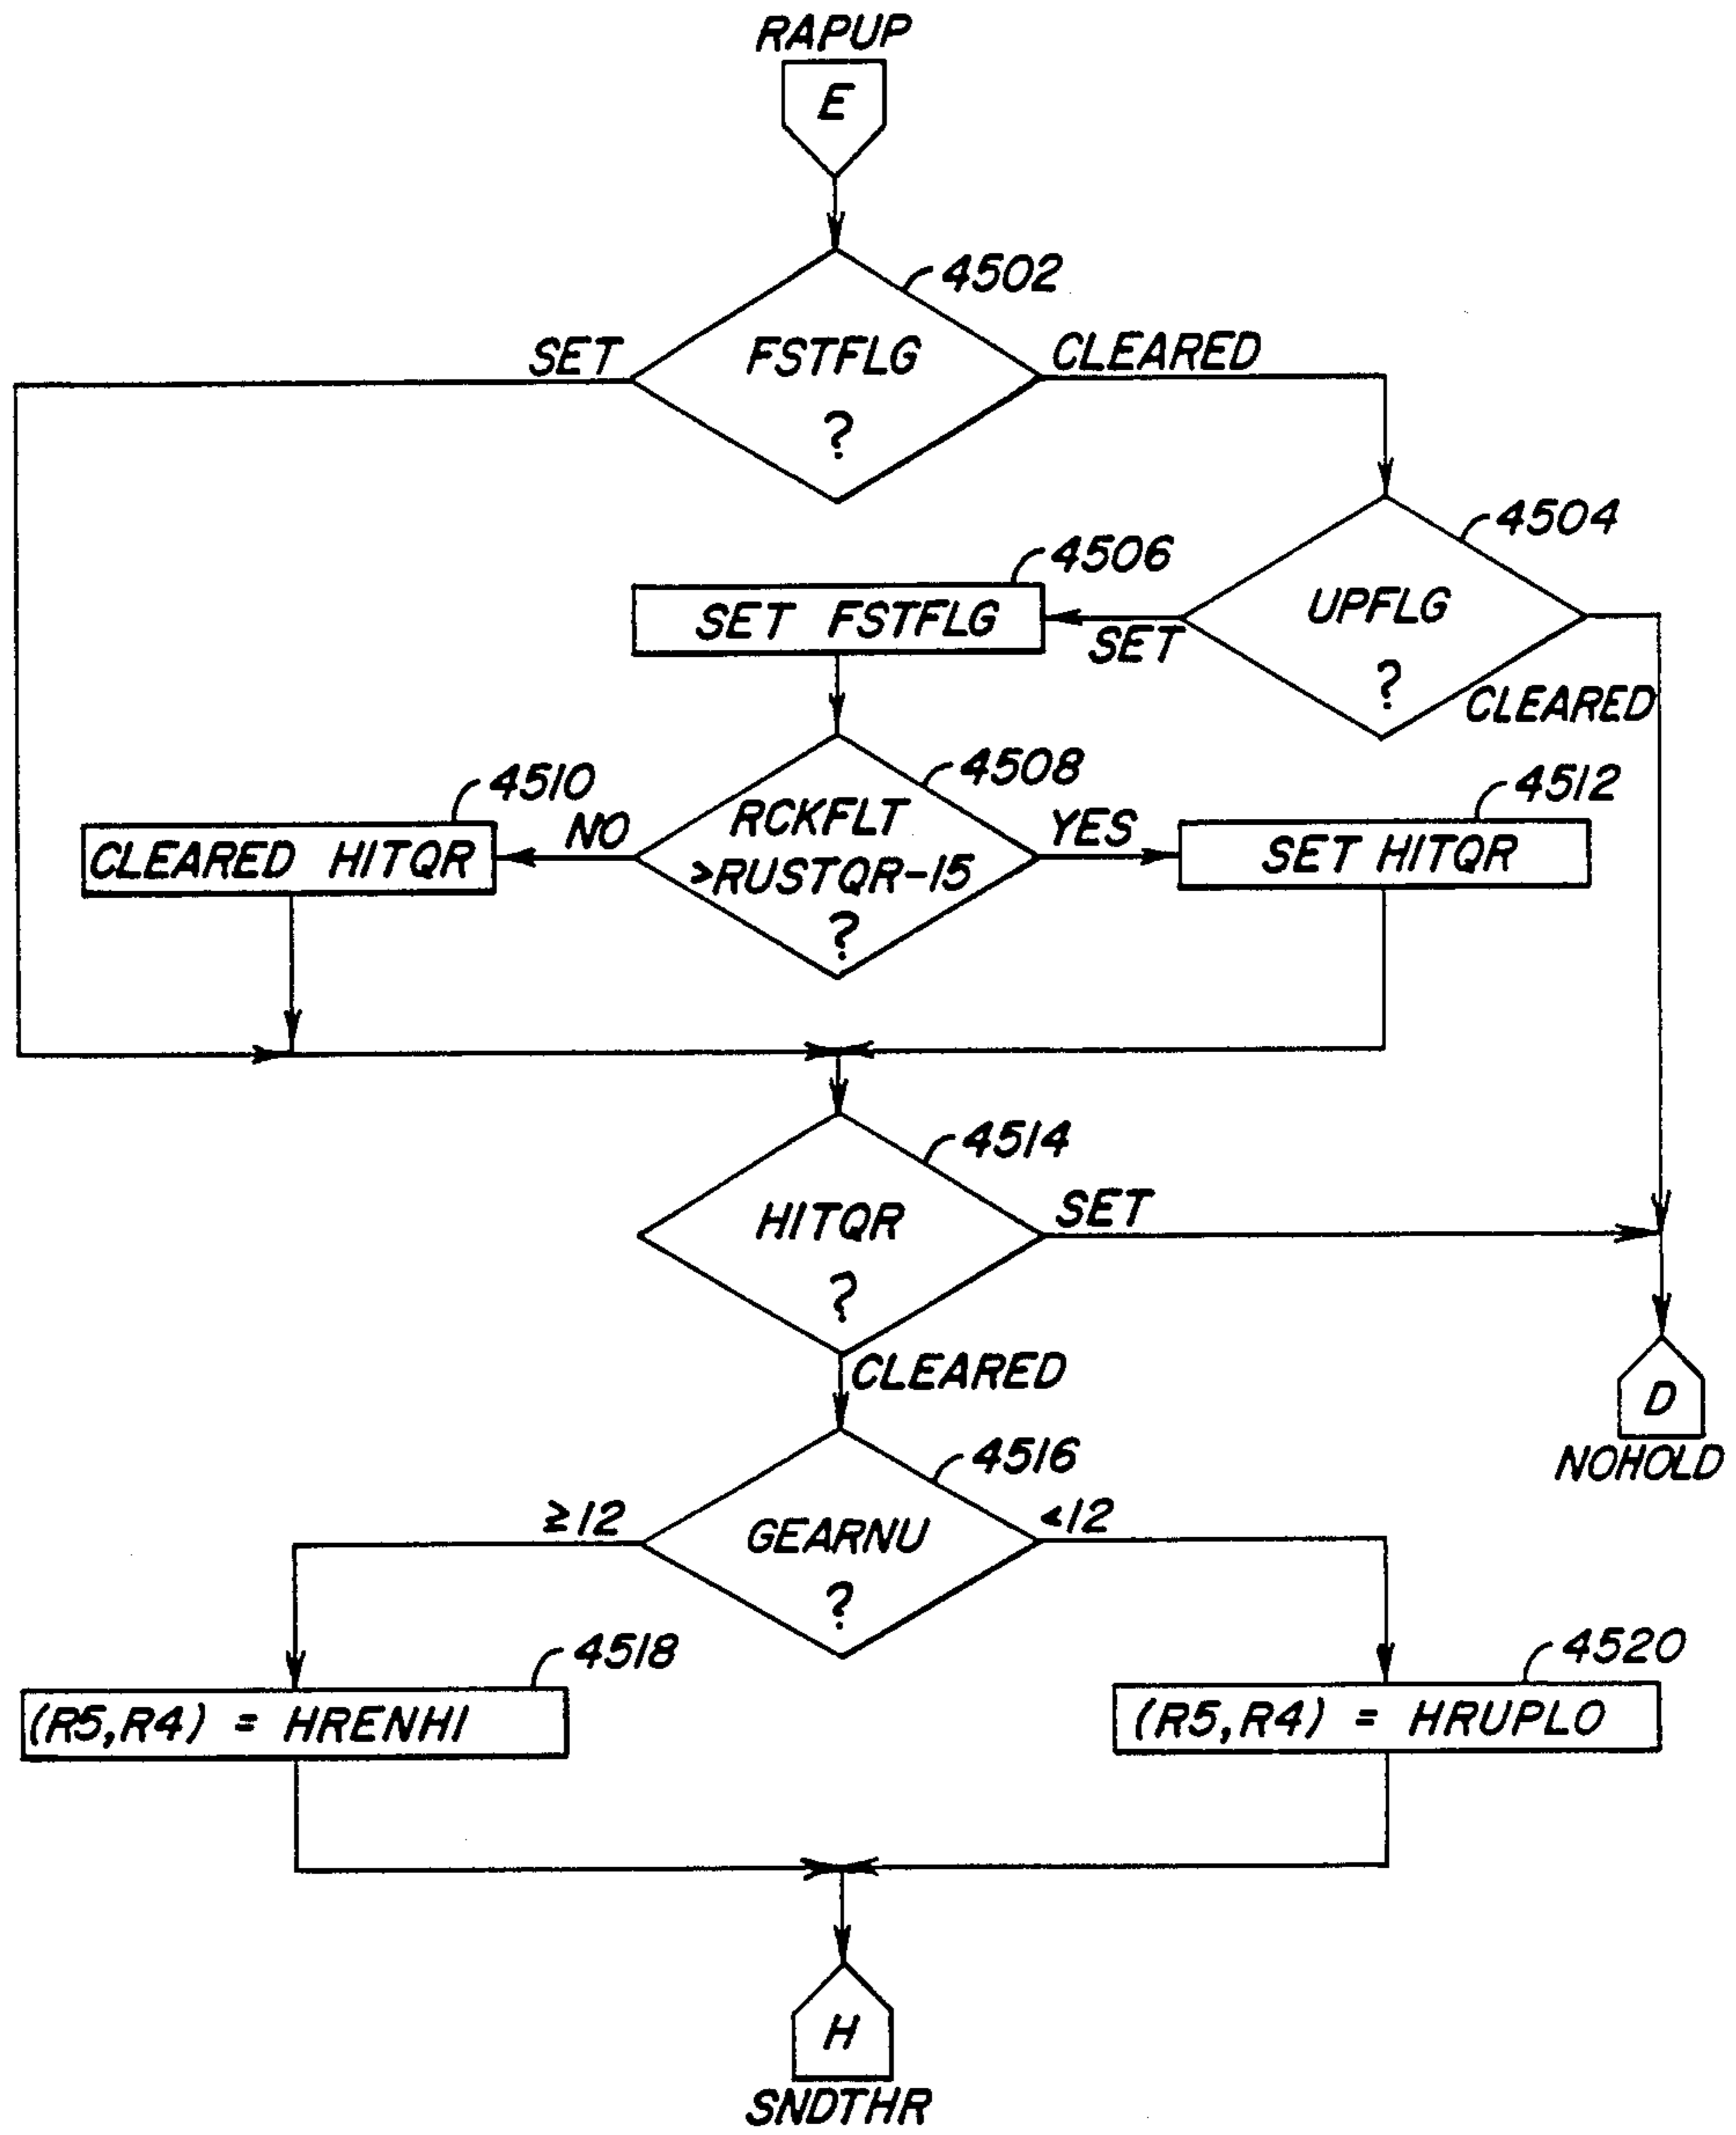 RAPUP
E
4502
FSTFLG
?
SET
CLEARED
4504
UPFLG
?
SET
CLEARED
4506
SET FSTFLG
4508
RCKFLT
>RUSTQR-15
?
NO
YES
4510
CLEARED HITQR
4512
SET HITQR
4514
HITQR
?
SET
CLEARED
D
NOHOLD
4516
GEARNU
?
≥12
<12
4518
(R5,R4) = HRENHI
4520
(R5,R4) = HRUPLO
H
SNDTHR